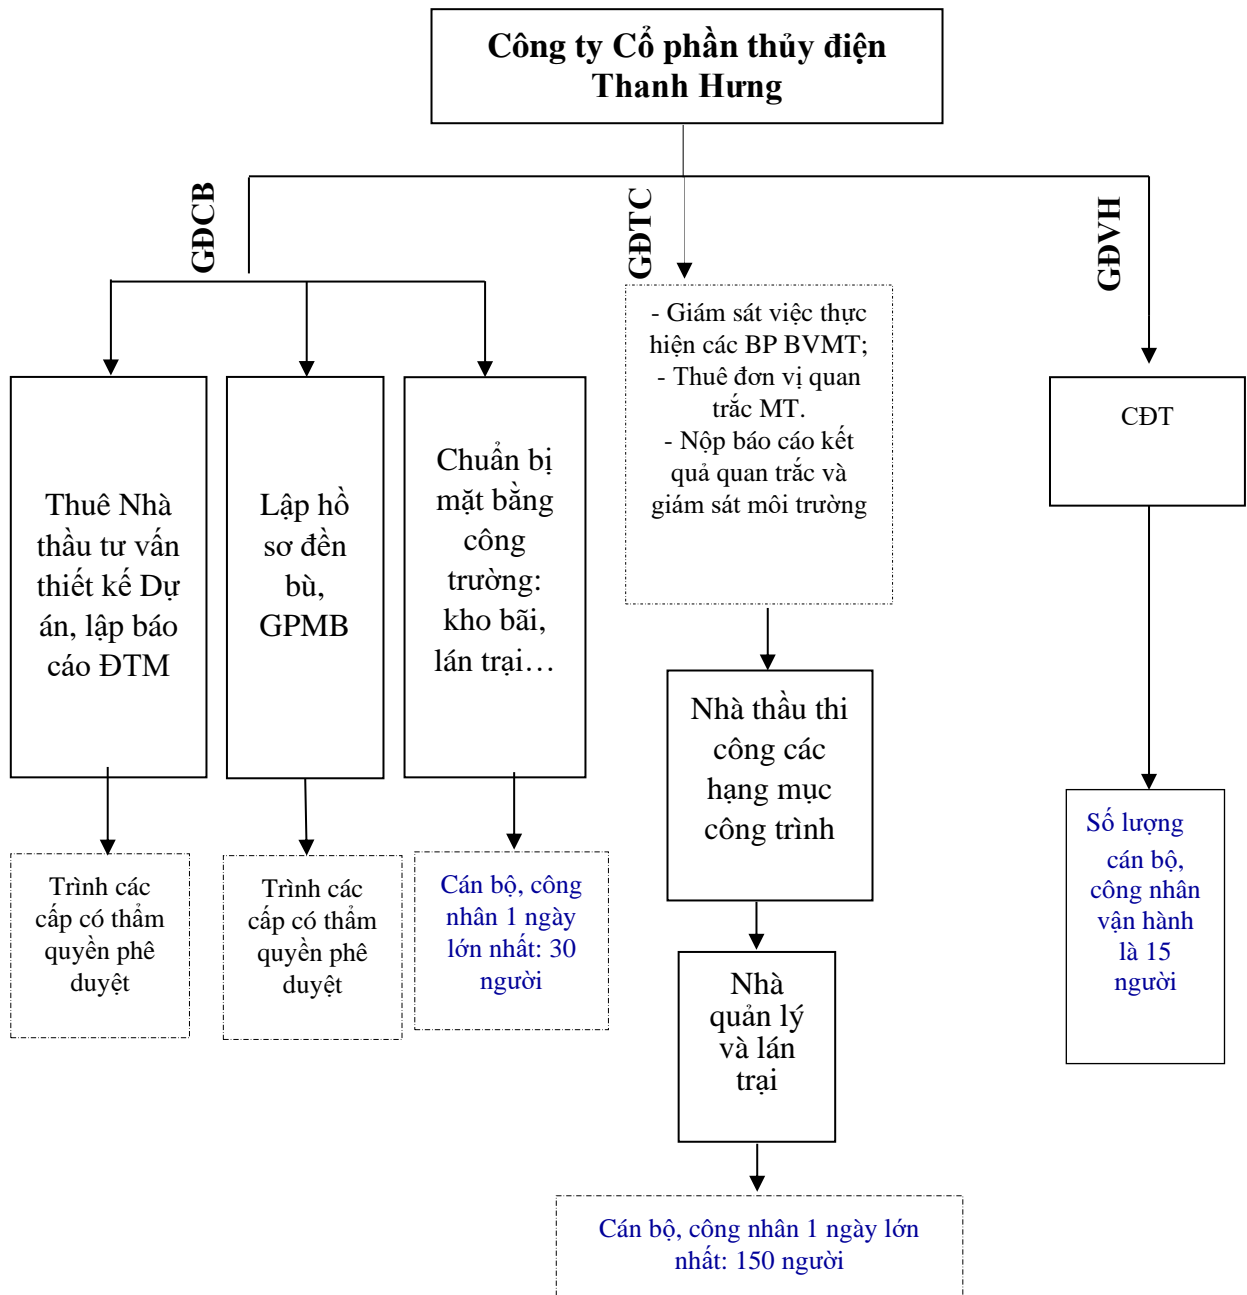 Công ty Cổ phần thủy điện
Thanh Hưng
GĐCB
GĐTC
GĐVH
Thuê Nhà
thầu tư vấn
thiết kế Dự
án, lập báo
cáo ĐTM
Lập hồ
sơ đền
bù,
GPMB
Chuẩn bị
mặt bằng
công
trường:
kho bãi,
lán trại…
- Giám sát việc thực
hiện các BP BVMT;
- Thuê đơn vị quan
trắc MT.
- Nộp báo cáo kết
quả quan trắc và
giám sát môi trường
CĐT
Nhà thầu thi
công các
hạng mục
công trình
Trình các
cấp có thẩm
quyền phê
duyệt
Trình các
cấp có thẩm
quyền phê
duyệt
Cán bộ, công
nhân 1 ngày
lớn nhất: 30
người
Nhà
quản lý
và lán
trại
Số lượng
cán bộ,
công nhân
vận hành
là 15
người
Cán bộ, công nhân 1 ngày lớn
nhất: 150 người